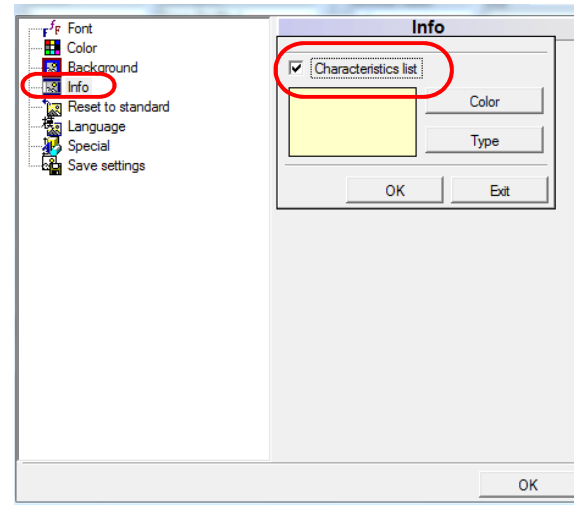 Font
Color
Background
Info
Reset to standard
Language
Special
Save settings
Info
Characteristics list
Color
Type
OK
Exit
OK